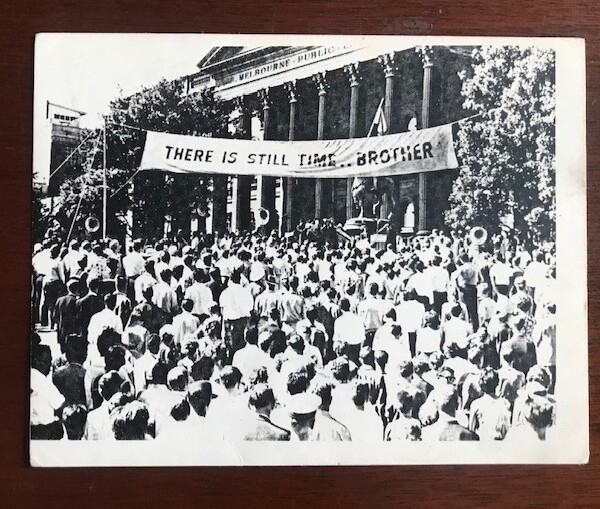 MELBOURNE · PUBLIC
THERE IS STILL TIME.. BROTHER